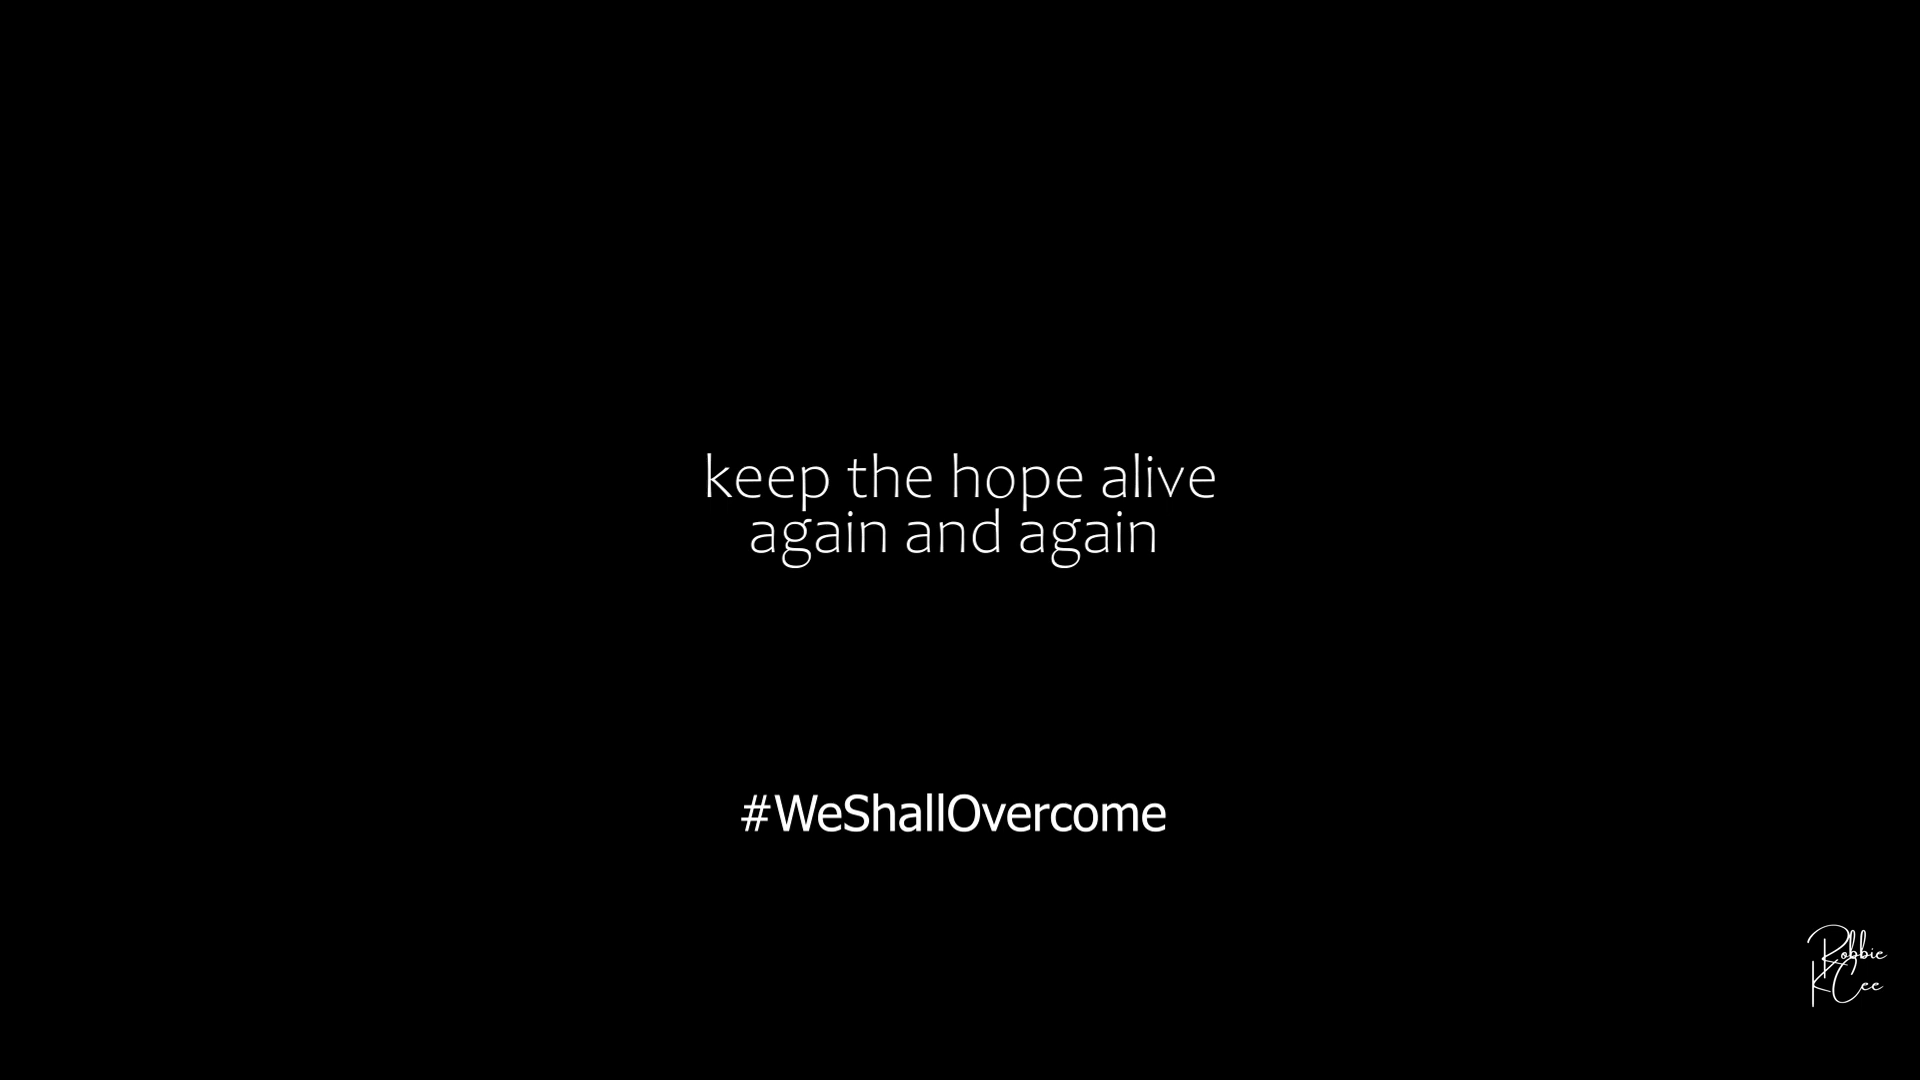 keep the hope alive
again and again
#WeShallOvercome
Robbie
KCee